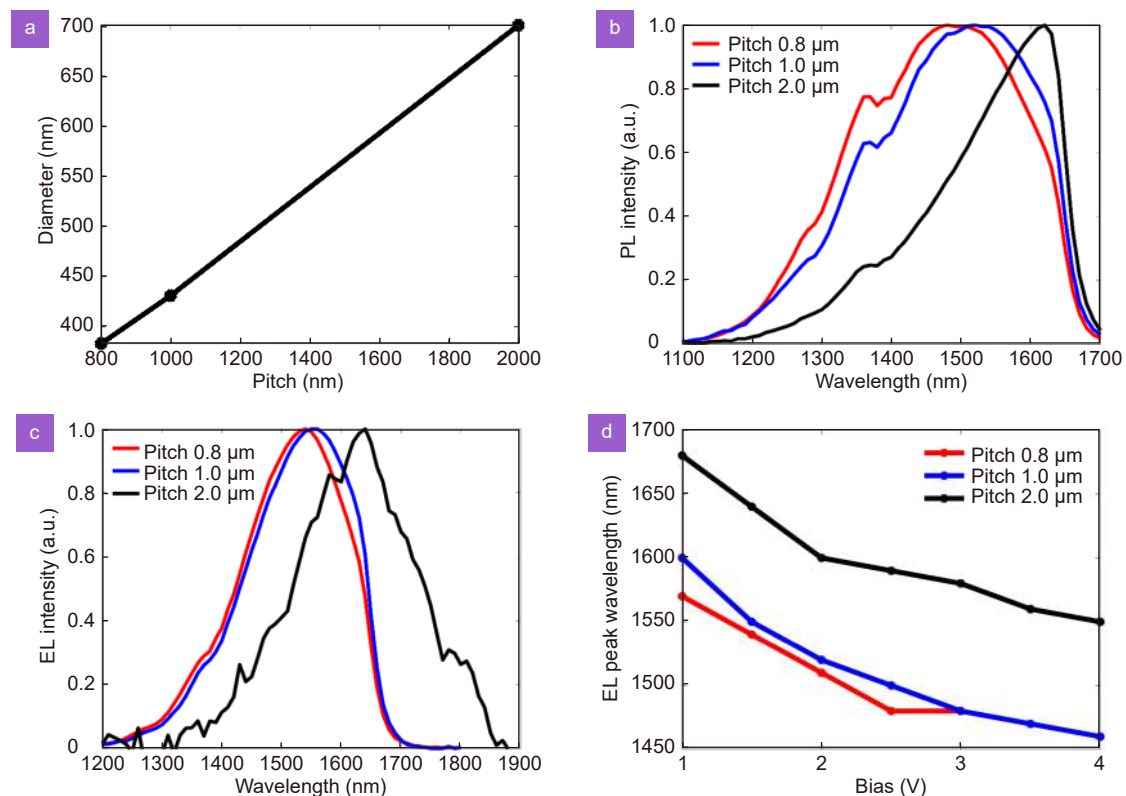 a
700
650
600
550
500
450
400
Diameter (nm)
800
1000
1200
1400
1600
1800
2000
Pitch (nm)
b
1.0
0.8
0.6
0.4
0.2
0
PL intensity (a.u.)
Pitch 0.8 µm
Pitch 1.0 µm
Pitch 2.0 µm
1100
1200
1300
1400
1500
1600
1700
Wavelength (nm)
c
1.0
0.8
0.6
0.4
0.2
0
EL intensity (a.u.)
Pitch 0.8 µm
Pitch 1.0 µm
Pitch 2.0 µm
1200
1300
1400
1500
1600
1700
1800
1900
Wavelength (nm)
d
1700
1650
1600
1550
1500
1450
EL peak wavelength (nm)
Pitch 0.8 µm
Pitch 1.0 µm
Pitch 2.0 µm
1
2
3
4
Bias (V)